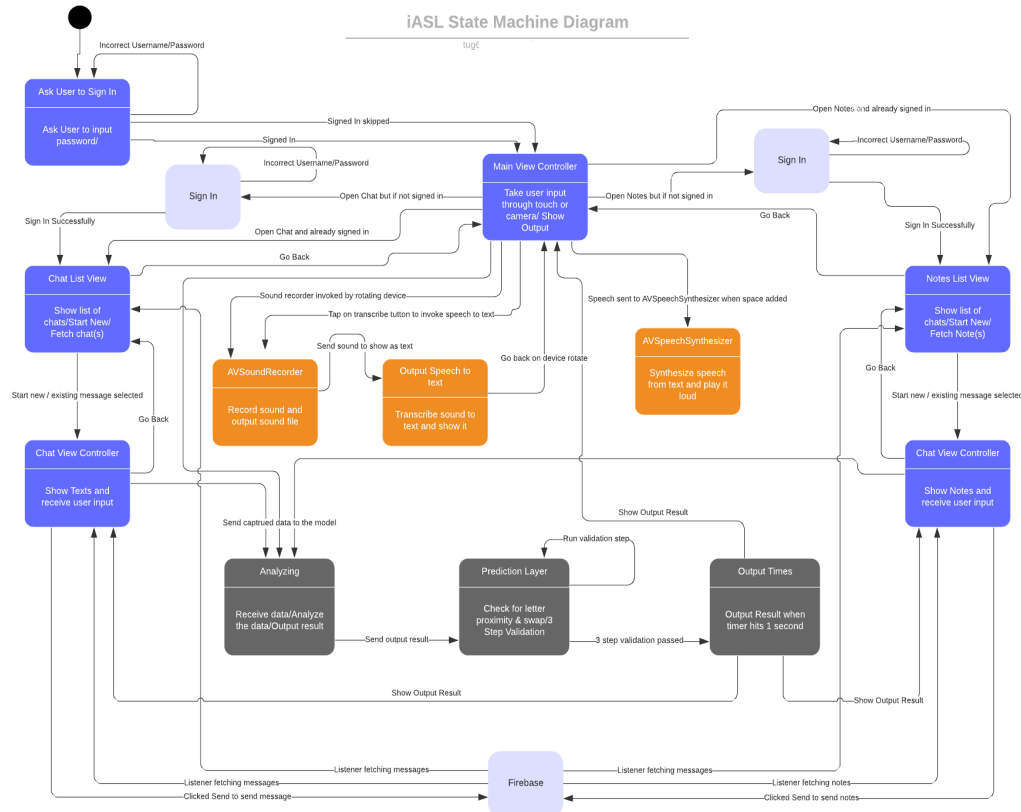 iASL State Machine Diagram
Incorrect Username/Password
Ask User to Sign In
Ask User to input
password/
Signed In skipped
Signed In
Open Notes and already signed in
Sign In
Incorrect Username/Password
Incorrect Username/Password
Sign In
Main View Controller
Take user input
through touch or
camera/ Show
Output
Open Chat but if not signed in
Open Notes but if not signed in
Go Back
Sign In Successfully
Sign In Successfully
Open Chat and already signed in
Go Back
Chat List View
Show list of
chats/Start New/
Fetch chat(s)
Notes List View
Show list of
chats/Start New/
Fetch Note(s)
Sound recorder invoked by rotating device
Speech sent to AVSpeechSynthesizer when space added
Tap on transcribe tutton to invoke speech to text
Send sound to show as text
Go back on device rotate
AVSoundRecorder
Record sound and
output sound file
Output Speech to
text
Transcribe sound to
text and show it
AVSpeechSynthesizer
Synthesize speech
from text and play it
loud
Start new / existing message selected
Go Back
Go Back
Start new / existing message selected
Chat View Controller
Show Texts and
receive user input
Chat View Controller
Show Notes and
receive user input
Send captrued data to the model
Show Output Result
Run validation step
Analyzing
Receive data/Analyze
the data/Output result
Send output result
Prediction Layer
Check for letter
proximity & swap/3
Step Validation
3 step validation passed
Output Times
Output Result when
timer hits 1 second
Show Output Result
Show Output Result
Firebase
Listener fetching messages
Listener fetching messages
Listener fetching messages
Listener fetching notes
Clicked Send to send message
Clicked Send to send notes